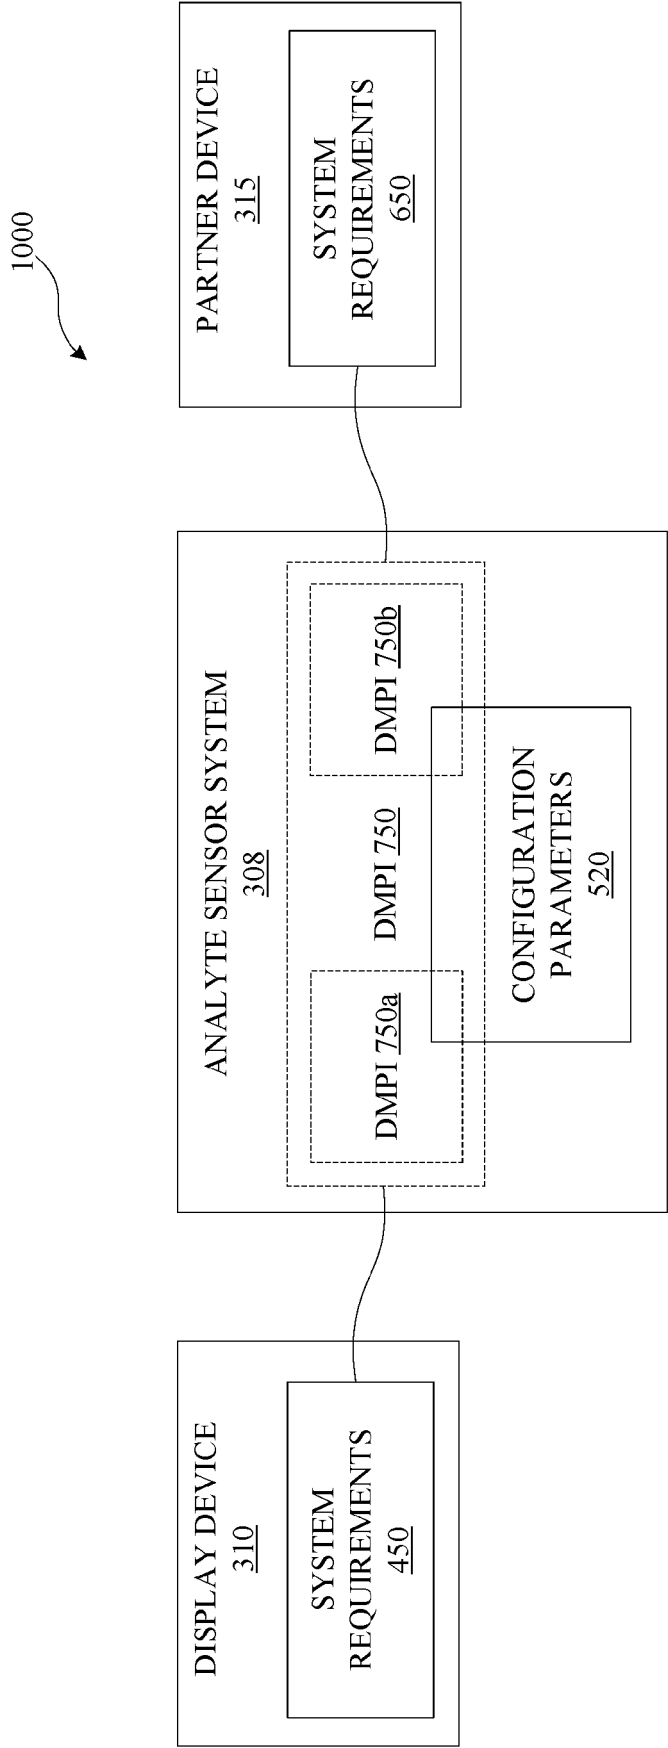 1000
DISPLAY DEVICE
310
SYSTEM
REQUIREMENTS
450
ANALYTE SENSOR SYSTEM
308
DMPI 750a
DMPI 750
DMPI 750b
CONFIGURATION
PARAMETERS
520
PARTNER DEVICE
315
SYSTEM
REQUIREMENTS
650